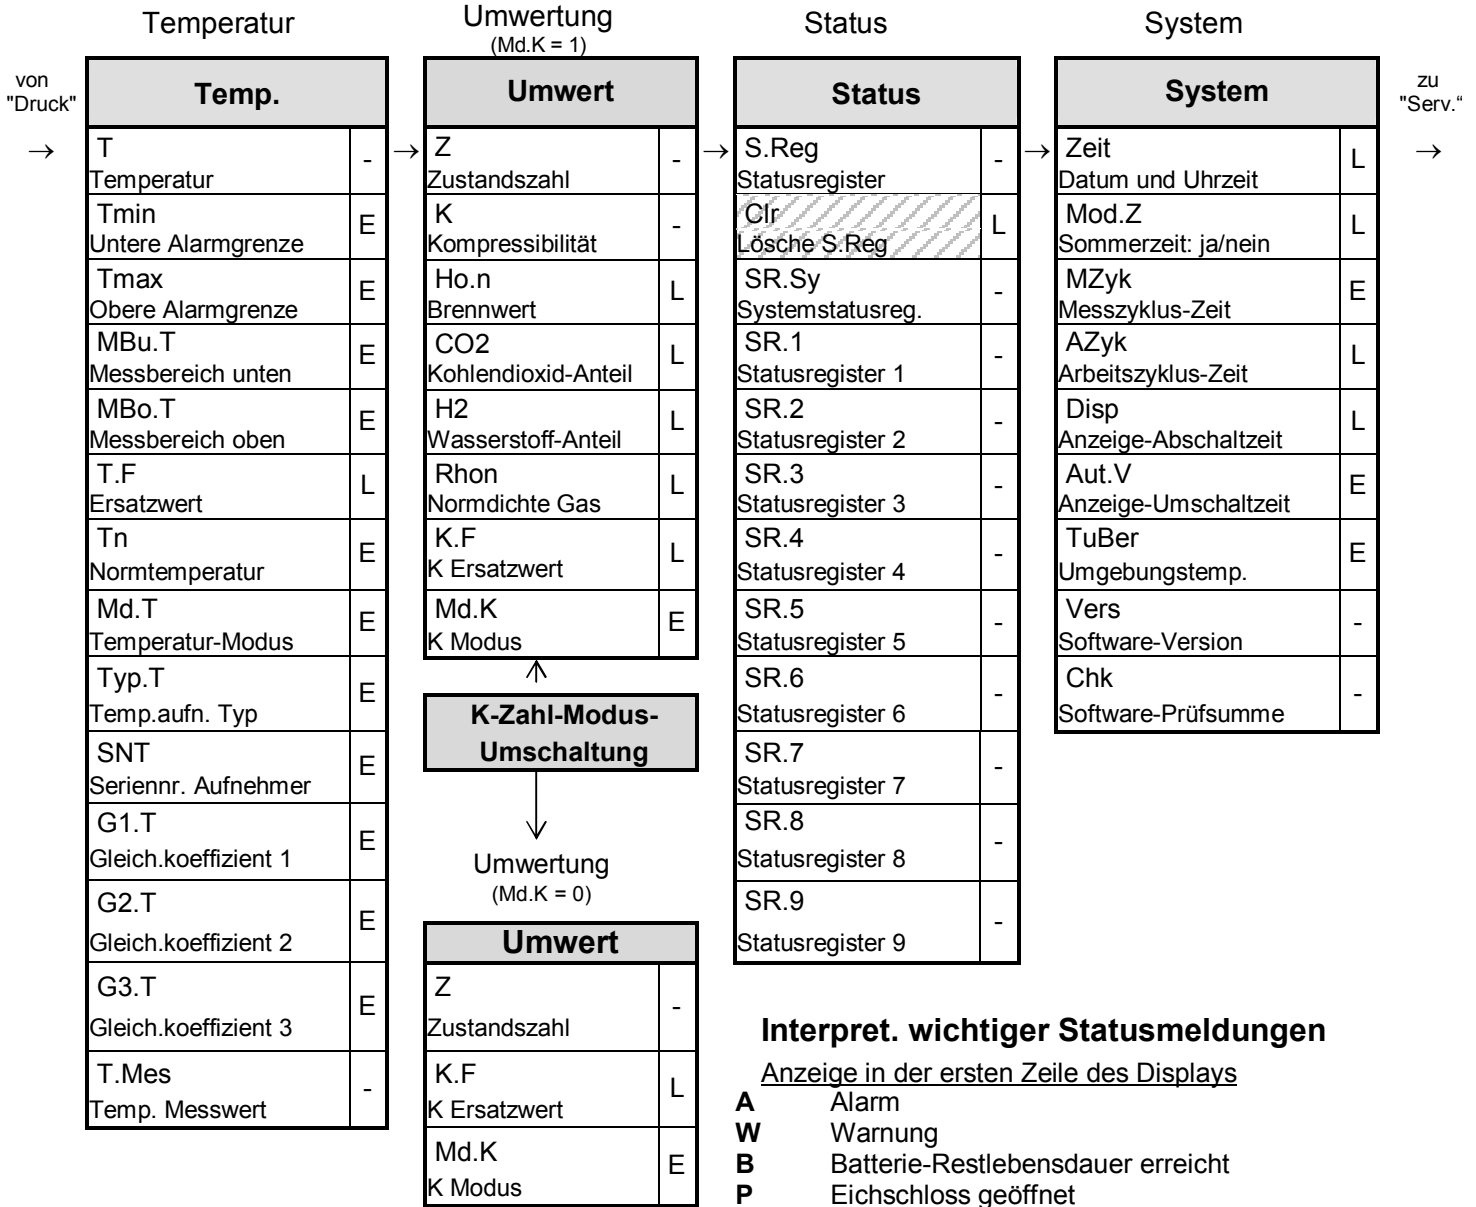 Temperatur
Umwertung
(Md.K = 1)
Status
System
von
"Druck"
→
Temp.
T
Temperatur
-
Tmin
Untere Alarmgrenze
E
Tmax
Obere Alarmgrenze
E
MBu.T
Messbereich unten
E
MBo.T
Messbereich oben
E
T.F
Ersatzwert
L
Tn
Normtemperatur
E
Md.T
Temperatur-Modus
E
Typ.T
Temp.aufn. Typ
E
SNT
Seriennr. Aufnehmer
E
G1.T
Gleich.koeffizient 1
E
G2.T
Gleich.koeffizient 2
E
G3.T
Gleich.koeffizient 3
E
T.Mes
Temp. Messwert
-
→
Umwert
Z
Zustandszahl
-
K
Kompressibilität
-
Ho.n
Brennwert
L
CO2
Kohlendioxid-Anteil
L
H2
Wasserstoff-Anteil
L
Rhon
Normdichte Gas
L
K.F
K Ersatzwert
L
Md.K
K Modus
E
K-Zahl-Modus-
Umschaltung
Umwertung
(Md.K = 0)
Umwert
Z
Zustandszahl
-
K.F
K Ersatzwert
L
Md.K
K Modus
E
→
Status
S.Reg
Statusregister
-
Clr
Lösche S.Reg
L
SR.Sy
Systemstatusreg.
-
SR.1
Statusregister 1
-
SR.2
Statusregister 2
-
SR.3
Statusregister 3
-
SR.4
Statusregister 4
-
SR.5
Statusregister 5
-
SR.6
Statusregister 6
-
SR.7
Statusregister 7
-
SR.8
Statusregister 8
-
SR.9
Statusregister 9
-
→
System
Zeit
Datum und Uhrzeit
L
Mod.Z
Sommerzeit: ja/nein
L
MZyk
Messzyklus-Zeit
E
AZyk
Arbeitszyklus-Zeit
L
Disp
Anzeige-Abschaltzeit
L
Aut.V
Anzeige-Umschaltzeit
E
TuBer
Umgebungstemp.
E
Vers
Software-Version
-
Chk
Software-Prüfsumme
-
zu
"Serv.“
→
Interpret. wichtiger Statusmeldungen
Anzeige in der ersten Zeile des Displays
A Alarm
W Warnung
B Batterie-Restlebensdauer erreicht
P Eichschloss geöffnet